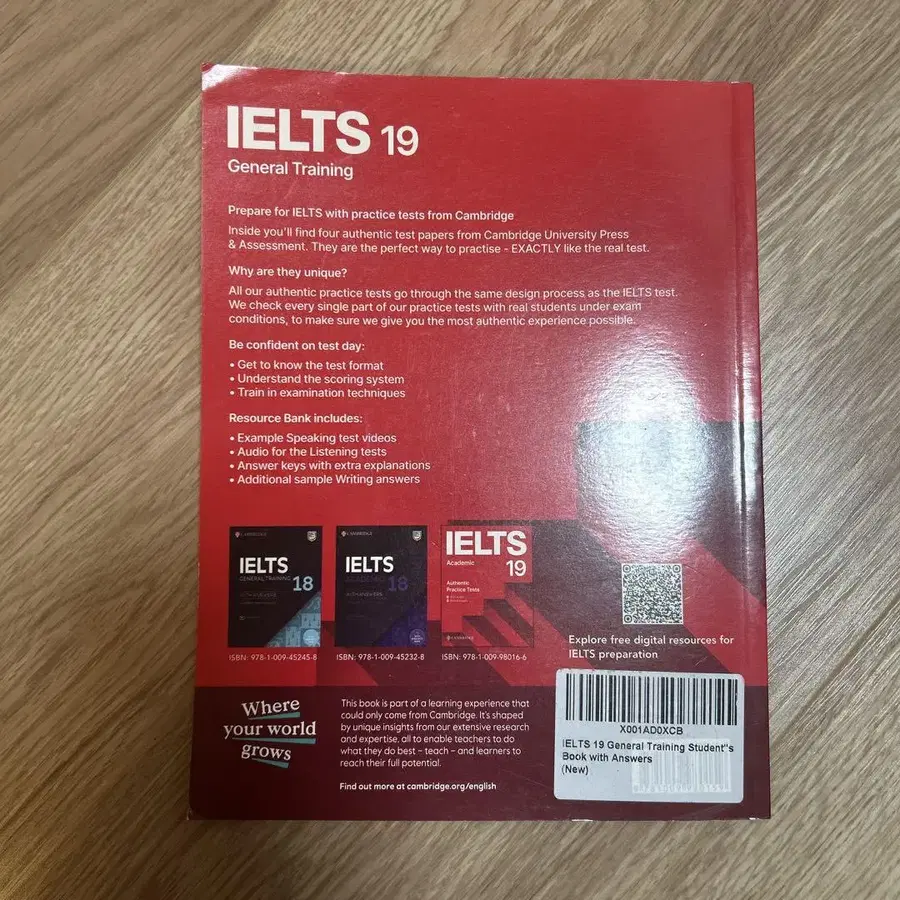 IELTS 19
General Training
Prepare for IELTS with practice tests from Cambridge
Inside you'll find four authentic test papers from Cambridge University Press
& Assessment. They are the perfect way to practise - EXACTLY like the real test.
Why are they unique?
All our authentic practice tests go through the same design process as the IELTS test.
We check every single part of our practice tests with real students under exam
conditions, to make sure we give you the most authentic experience possible.
Be confident on test day:
• Get to know the test format
• Understand the scoring system
• Train in examination techniques
Resource Bank includes:
• Example Speaking test videos
• Audio for the Listening tests
• Answer keys with extra explanations
• Additional sample Writing answers
CAMBRIDGE
IELTS
GENERAL TRAINING 18
ISBN: 978-1-009-45245-8
CAMBRIDGE
IELTS
ACADEMIC 18
WITH ANSWERS
ISBN: 978-1-009-45232-8
IELTS
Academic 19
Authentic
Practice Tests
CAMBRIDGE
ISBN: 978-1-009-98016-6
Explore free digital resources for
IELTS preparation
Where
your world
grows
This book is part of a learning experience that
could only come from Cambridge. It's shaped
by unique insights from our extensive research
and expertise. all to enable teachers to do
what they do best – teach – and learners to
reach their full potential.
Find out more at cambridge.org/english
X001AD0XCB
IELTS 19 General Training Student"s
Book with Answers
(New)